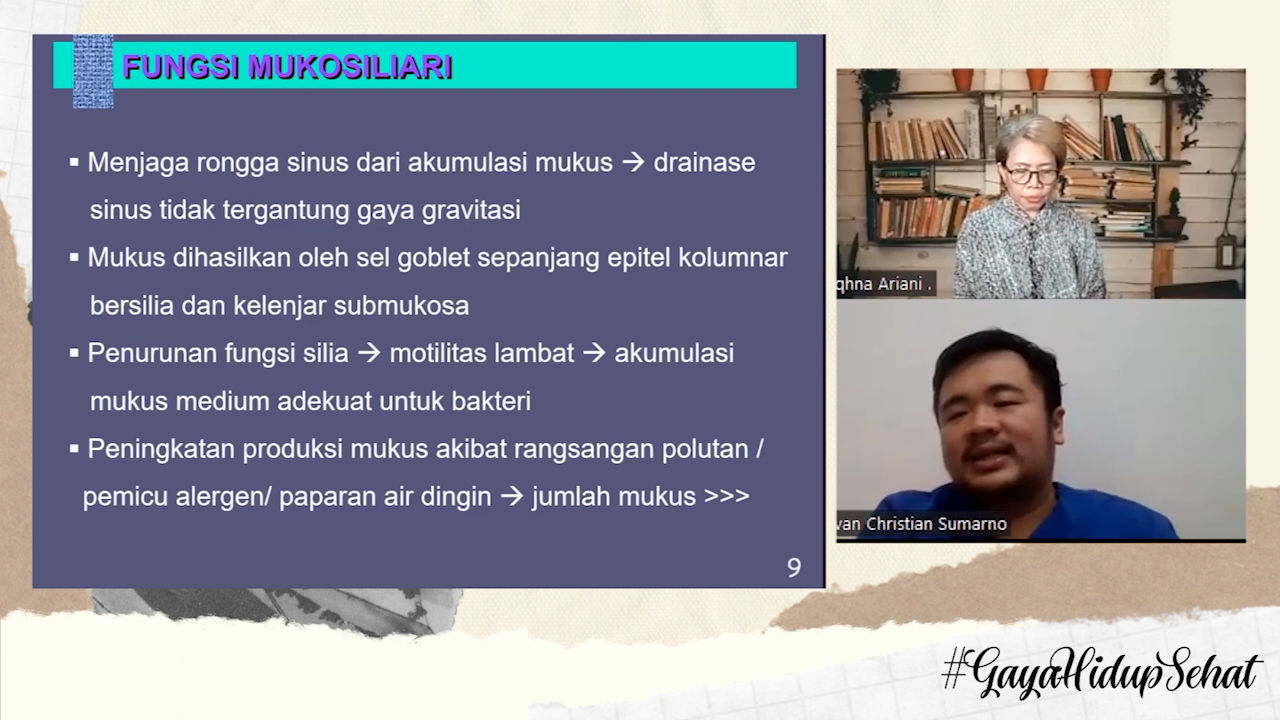 FUNGSI MUKOSILIARI
▪ Menjaga rongga sinus dari akumulasi mukus → drainase
sinus tidak tergantung gaya gravitasi
▪ Mukus dihasilkan oleh sel goblet sepanjang epitel kolumnar
bersilia dan kelenjar submukosa
▪ Penurunan fungsi silia → motilitas lambat → akumulasi
mukus medium adekuat untuk bakteri
▪ Peningkatan produksi mukus akibat rangsangan polutan /
pemicu alergen/ paparan air dingin → jumlah mukus >>>
9
qhna Ariani .
van Christian Sumarno
#GayaHidupSehat